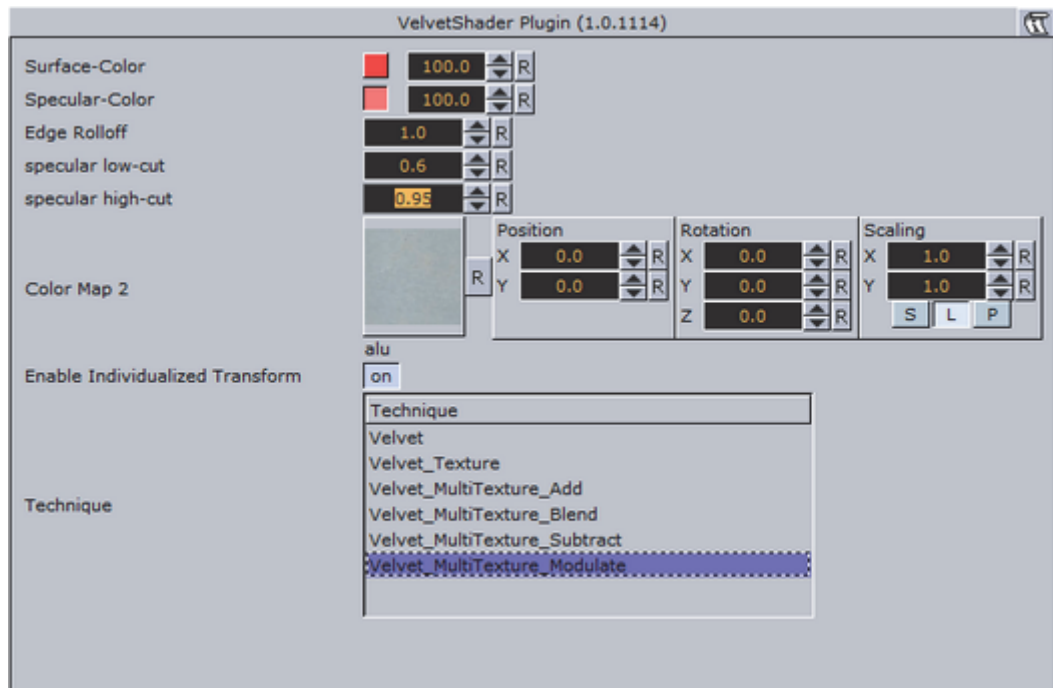 VelvetShader Plugin (1.0.1114)
Surface-Color 100.0 R
Specular-Color 100.0 R
Edge Rolloff 1.0 R
specular low-cut 0.6 R
specular high-cut 0.95 R
Color Map 2 R
Position
X 0.0 R
Y 0.0 R
Rotation
X 0.0 R
Y 0.0 R
Z 0.0 R
Scaling
X 1.0 R
Y 1.0 R
S L P
alu
Enable Individualized Transform on
Technique
Technique
Velvet
Velvet_Texture
Velvet_MultiTexture_Add
Velvet_MultiTexture_Blend
Velvet_MultiTexture_Subtract
Velvet_MultiTexture_Modulate